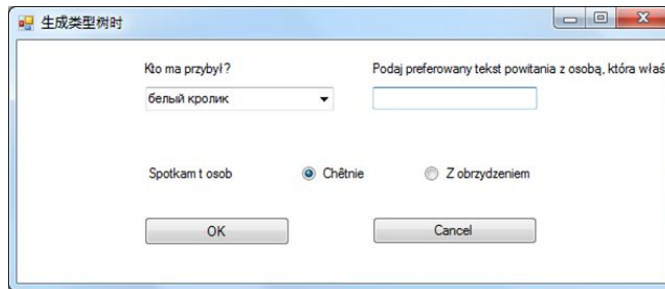 生成类型树时
Kto ma przybył?
Podaj preferowany tekst powitania z osobą, która właś
белый кролик
Spotkam t osob
Chêtnie
Z obrzydzeniem
OK
Cancel